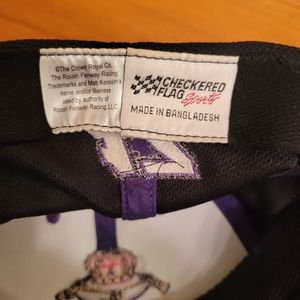 ©The Crown Royal Co.
The Roush Fenway Racing
Trademarks and Matt Kenseth's
name and/or likeness
used by authority of
Roush Fenway Racing, LLC.
CHECKERED
FLAG Sports
MADE IN BANGLADESH